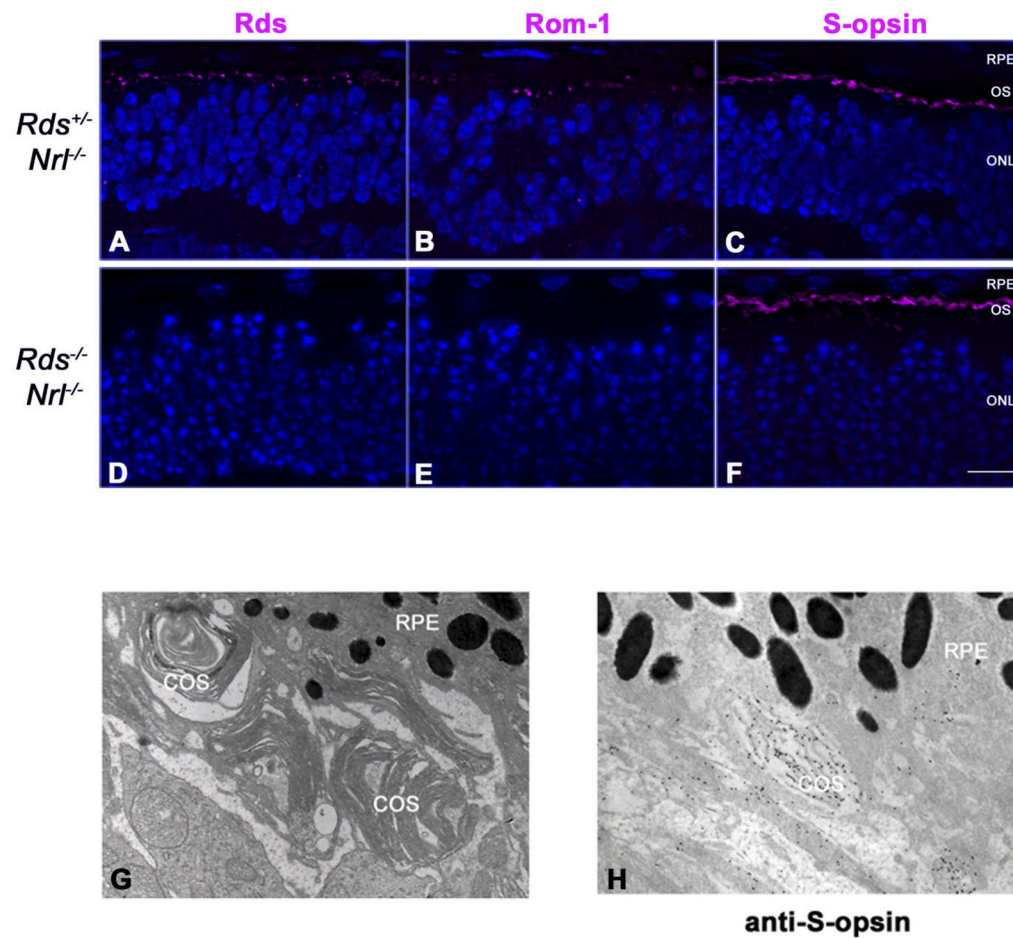 Rds Rom-1 S-opsin
Rds+/-
Nrl-/-
RPE
OS
ONL
A B C
Rds-/-
Nrl-/-
RPE
OS
ONL
D E F
RPE
COS
COS
G
RPE
COS
H
anti-S-opsin